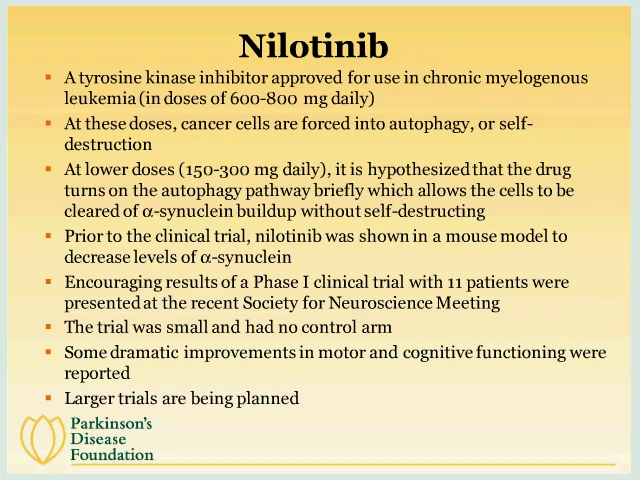 Nilotinib
▪ A tyrosine kinase inhibitor approved for use in chronic myelogenous
leukemia (in doses of 600-800 mg daily)
▪ At these doses, cancer cells are forced into autophagy, or self-
destruction
▪ At lower doses (150-300 mg daily), it is hypothesized that the drug
turns on the autophagy pathway briefly which allows the cells to be
cleared of α-synuclein buildup without self-destructing
▪ Prior to the clinical trial, nilotinib was shown in a mouse model to
decrease levels of α-synuclein
▪ Encouraging results of a Phase I clinical trial with 11 patients were
presented at the recent Society for Neuroscience Meeting
▪ The trial was small and had no control arm
▪ Some dramatic improvements in motor and cognitive functioning were
reported
▪ Larger trials are being planned
Parkinson's
Disease
Foundation